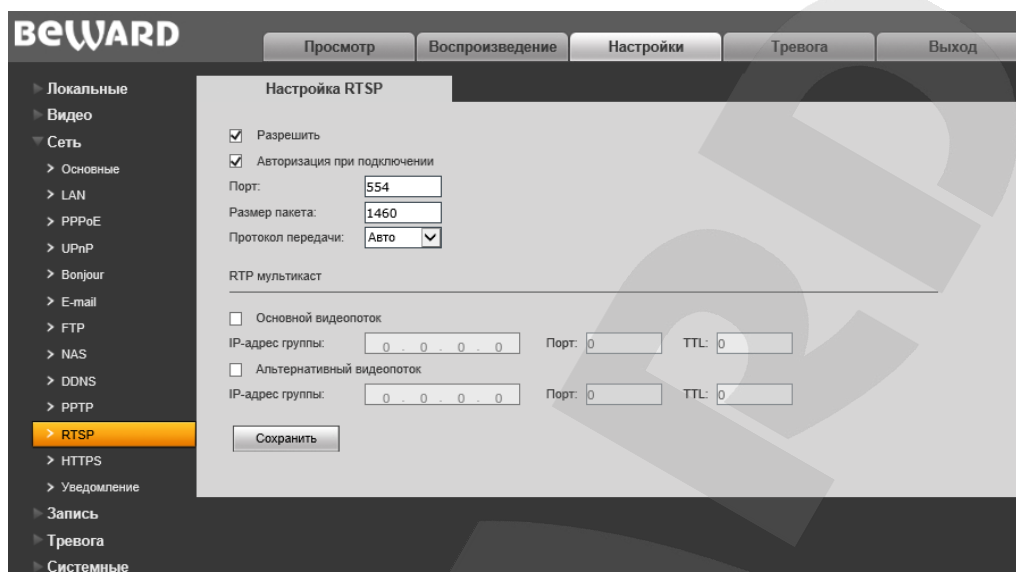 BEWARD
Просмотр
Воспроизведение
Настройки
Тревога
Выход
Локальные
Видео
Сеть
Основные
LAN
PPPoE
UPnP
Bonjour
E-mail
FTP
NAS
DDNS
PPTP
RTSP
HTTPS
Уведомление
Запись
Тревога
Системные
Настройка RTSP
Разрешить
Авторизация при подключении
Порт: 554
Размер пакета: 1460
Протокол передачи: Авто
RTP мультикаст
Основной видеопоток
IP-адрес группы: 0 . 0 . 0 . 0 Порт: 0 TTL: 0
Альтернативный видеопоток
IP-адрес группы: 0 . 0 . 0 . 0 Порт: 0 TTL: 0
Сохранить